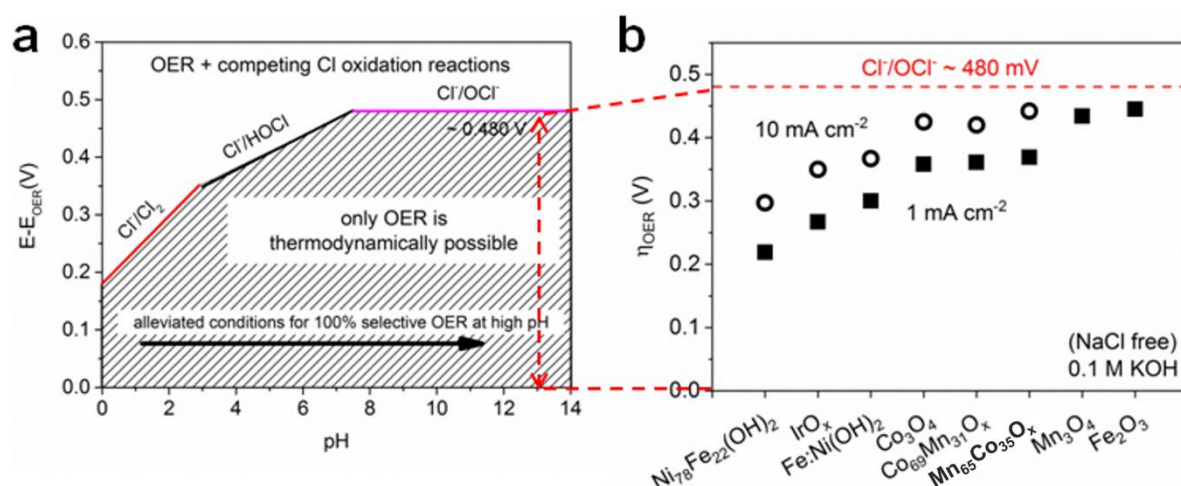 a
0.6
0.5
0.4
0.3
0.2
0.1
0.0
E-E_OER(V)
OER + competing Cl oxidation reactions
Cl⁻/OCl⁻
~ 0.480 V
Cl⁻/HOCl
Cl⁻/Cl₂
only OER is
thermodynamically possible
alleviated conditions for 100% selective OER at high pH
0 2 4 6 8 10 12 14
pH
b
0.5
0.4
0.3
0.2
0.1
0.0
η_OER (V)
Cl⁻/OCl⁻ ~ 480 mV
10 mA cm⁻²
1 mA cm⁻²
(NaCl free)
0.1 M KOH
Ni₇₈Fe₂₂(OH)₂
IrOₓ
Fe:Ni(OH)₂
Co₃O₄
Co₆₉Mn₃₁Oₓ
Mn₆₅Co₃₅Oₓ
Mn₃O₄
Fe₂O₃